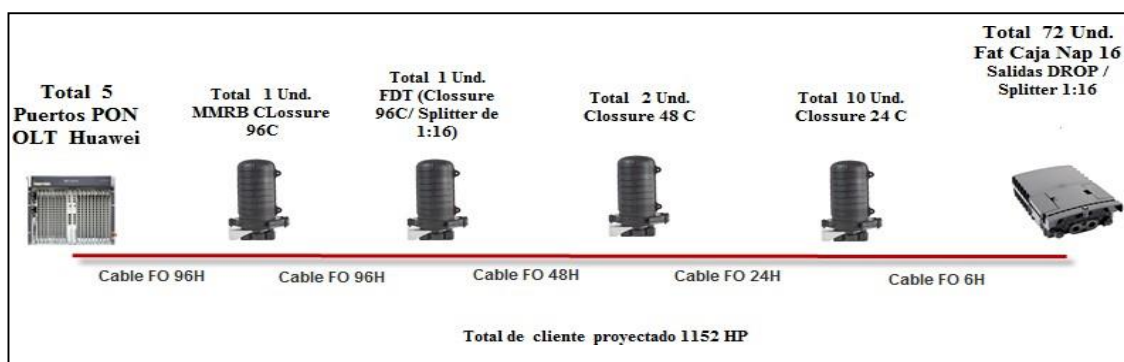 Total 5
Puertos PON
OLT Huawei
Total 1 Und.
MMRB CLossure
96C
Total 1 Und.
FDT (Clossure
96C/ Splitter de
1:16)
Total 2 Und.
Clossure 48 C
Total 10 Und.
Clossure 24 C
Total 72 Und.
Fat Caja Nap 16
Salidas DROP /
Splitter 1:16
Cable FO 96H
Cable FO 96H
Cable FO 48H
Cable FO 24H
Cable FO 6H
Total de cliente proyectado 1152 HP